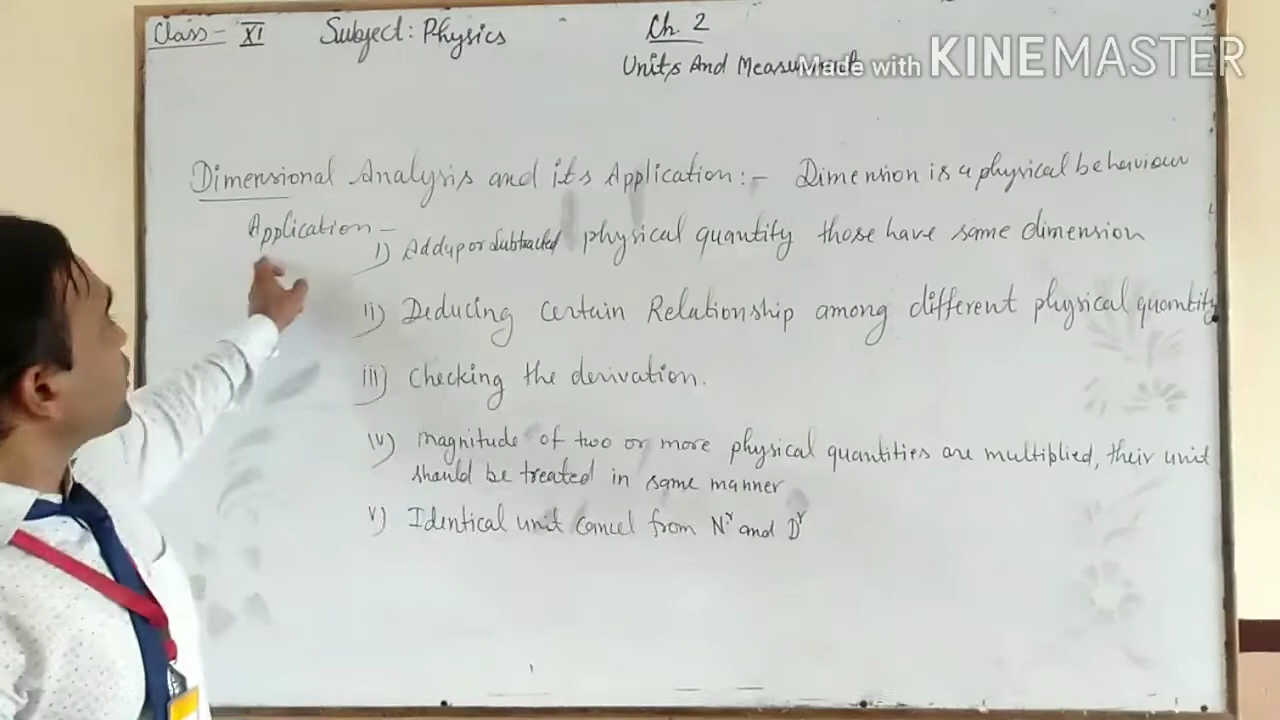 Class - XI Subject: Physics Ch. 2
Units And Measurment
Made with KINEMASTER
Dimensional Analysis and its Application :- Dimension is a physical behaviour
Application -
i) Addup or subtracted physical quantity those have same dimension
ii) Deducing certain Relationship among different physical quantity
iii) checking the derivation.
iv) magnitude of two or more physical quantities are multiplied, their unit
should be treated in same manner
v) Identical unit cancel from Nʳ and Dʳ